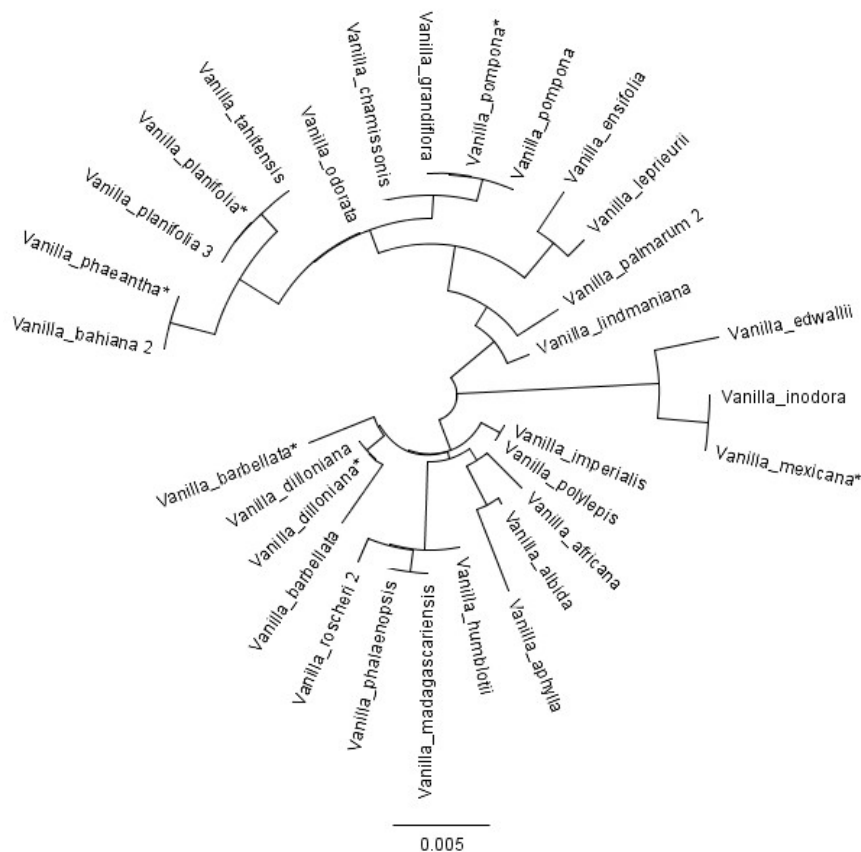 Vanilla_bahiana 2
Vanilla_phaeantha*
Vanilla_planifolia 3
Vanilla_planifolia*
Vanilla_tahitensis
Vanilla_odorata
Vanilla_chamissonis
Vanilla_grandiflora
Vanilla_pompona*
Vanilla_pompona
Vanilla_ensifolia
Vanilla_leprieurii
Vanilla_palmarum 2
Vanilla_lindmaniana
Vanilla_edwallii
Vanilla_inodora
Vanilla_mexicana*
Vanilla_imperialis
Vanilla_polylepis
Vanilla_africana
Vanilla_albida
Vanilla_aphylla
Vanilla_humblotii
Vanilla_madagascariensis
Vanilla_phalaenopsis
Vanilla_roscheri 2
Vanilla_barbellata
Vanilla_dilloniana*
Vanilla_dilloniana
Vanilla_barbellata*
0.005